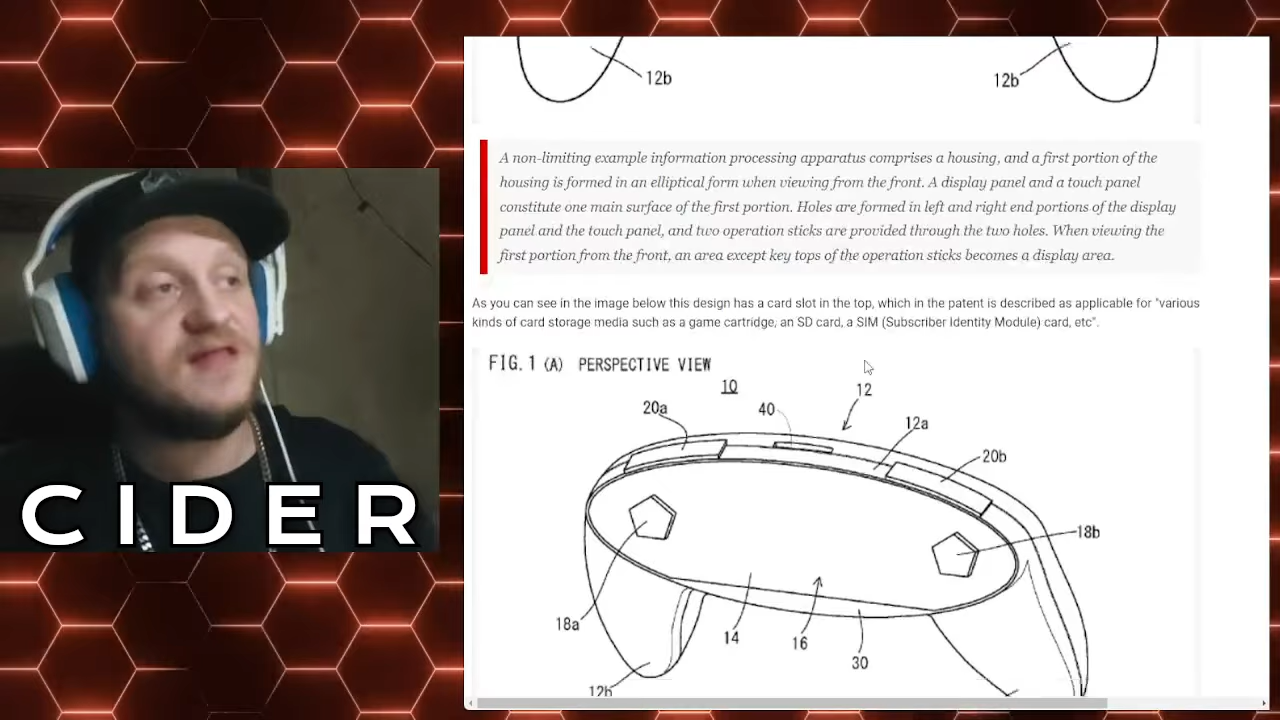 12b
12b
A non-limiting example information processing apparatus comprises a housing, and a first portion of the
housing is formed in an elliptical form when viewing from the front. A display panel and a touch panel
constitute one main surface of the first portion. Holes are formed in left and right end portions of the display
panel and the touch panel, and two operation sticks are provided through the two holes. When viewing the
first portion from the front, an area except key tops of the operation sticks becomes a display area.
As you can see in the image below this design has a card slot in the top, which in the patent is described as applicable for "various
kinds of card storage media such as a game cartridge, an SD card, a SIM (Subscriber Identity Module) card, etc".
FIG. 1 (A) PERSPECTIVE VIEW
10
12
20a
40
12a
20b
18b
18a
14
16
30
12b
CIDER